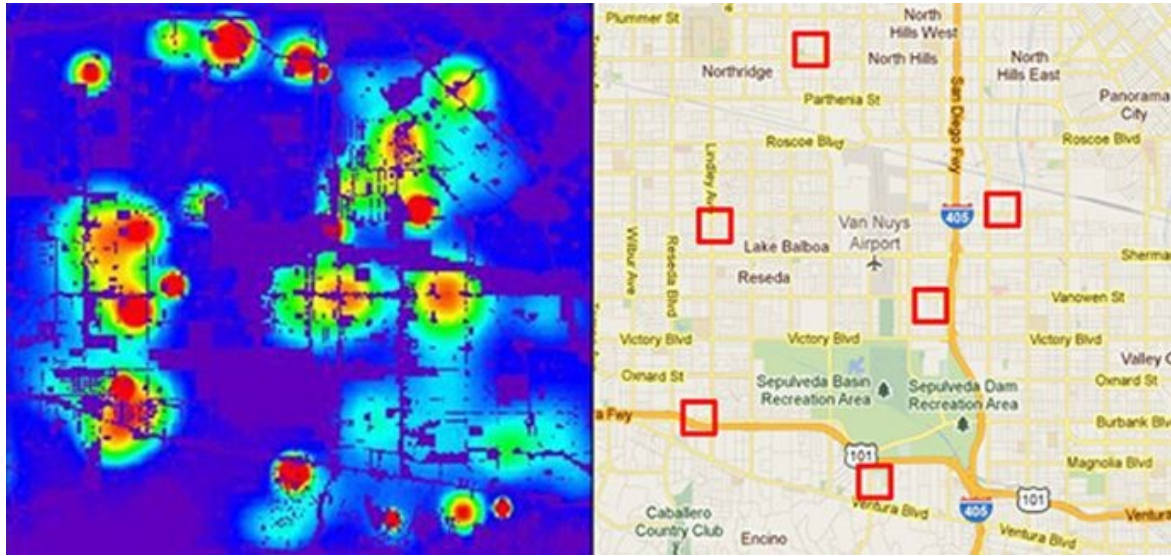 Plummer St
North
Hills West
Northridge
North Hills
North
Hills East
Panorama
City
Parthenia St
San Diego Fwy
Roscoe Blvd
Roscoe Blvd
Lindley Ave
405
Van Nuys
Airport
Wilbur Ave
Reseda Blvd
Lake Balboa
Reseda
Sherma
Vanowen St
Victory Blvd
Victory Blvd
Valley
Oxnard St
Oxnard St
Sepulveda Basin
Recreation Area
Sepulveda Dam
Recreation Area
ra Fwy
Burbank Blv
101
Magnolia Blvd
101
Caballero
Country Club
Ventura Blvd
405
Ventura Blvd
Ventura
Encino